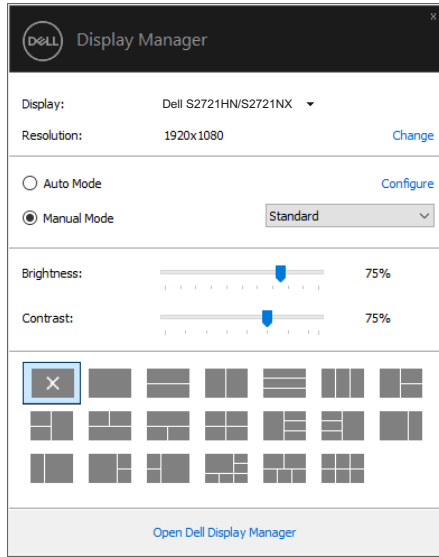 x
DELL Display Manager
Display: Dell S2721HN/S2721NX
Resolution: 1920x1080 Change
Auto Mode Configure
Manual Mode Standard
Brightness: 75%
Contrast: 75%
Open Dell Display Manager